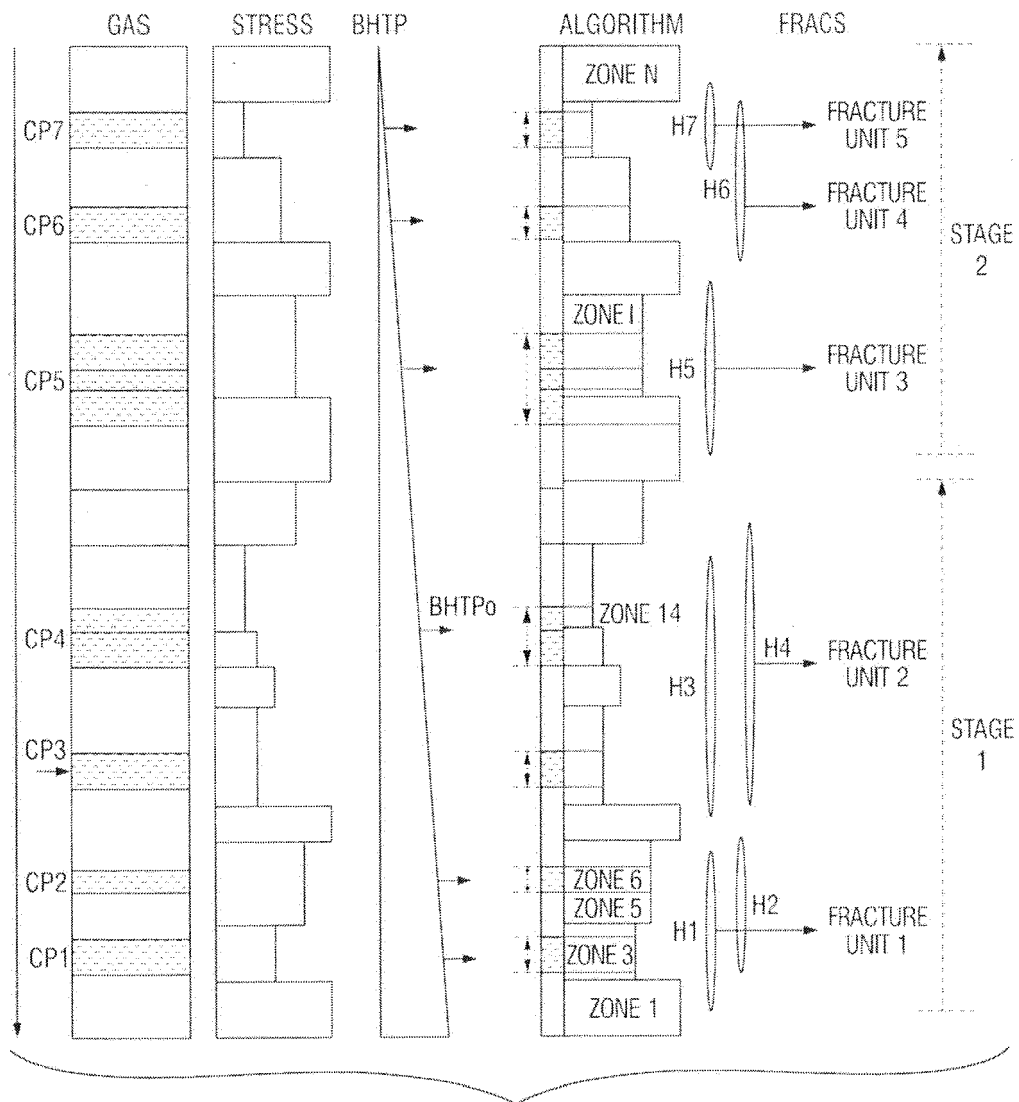 GAS STRESS BHTP ALGORITHM FRACS
ZONE N
CP7
H7
FRACTURE
UNIT 5
H6
CP6
FRACTURE
UNIT 4
STAGE
2
ZONE I
CP5
H5
FRACTURE
UNIT 3
BHTPo
ZONE 14
CP4
H4
H3
FRACTURE
UNIT 2
CP3
STAGE
1
CP2
ZONE 6
ZONE 5
H2
H1
FRACTURE
UNIT 1
CP1
ZONE 3
ZONE 1